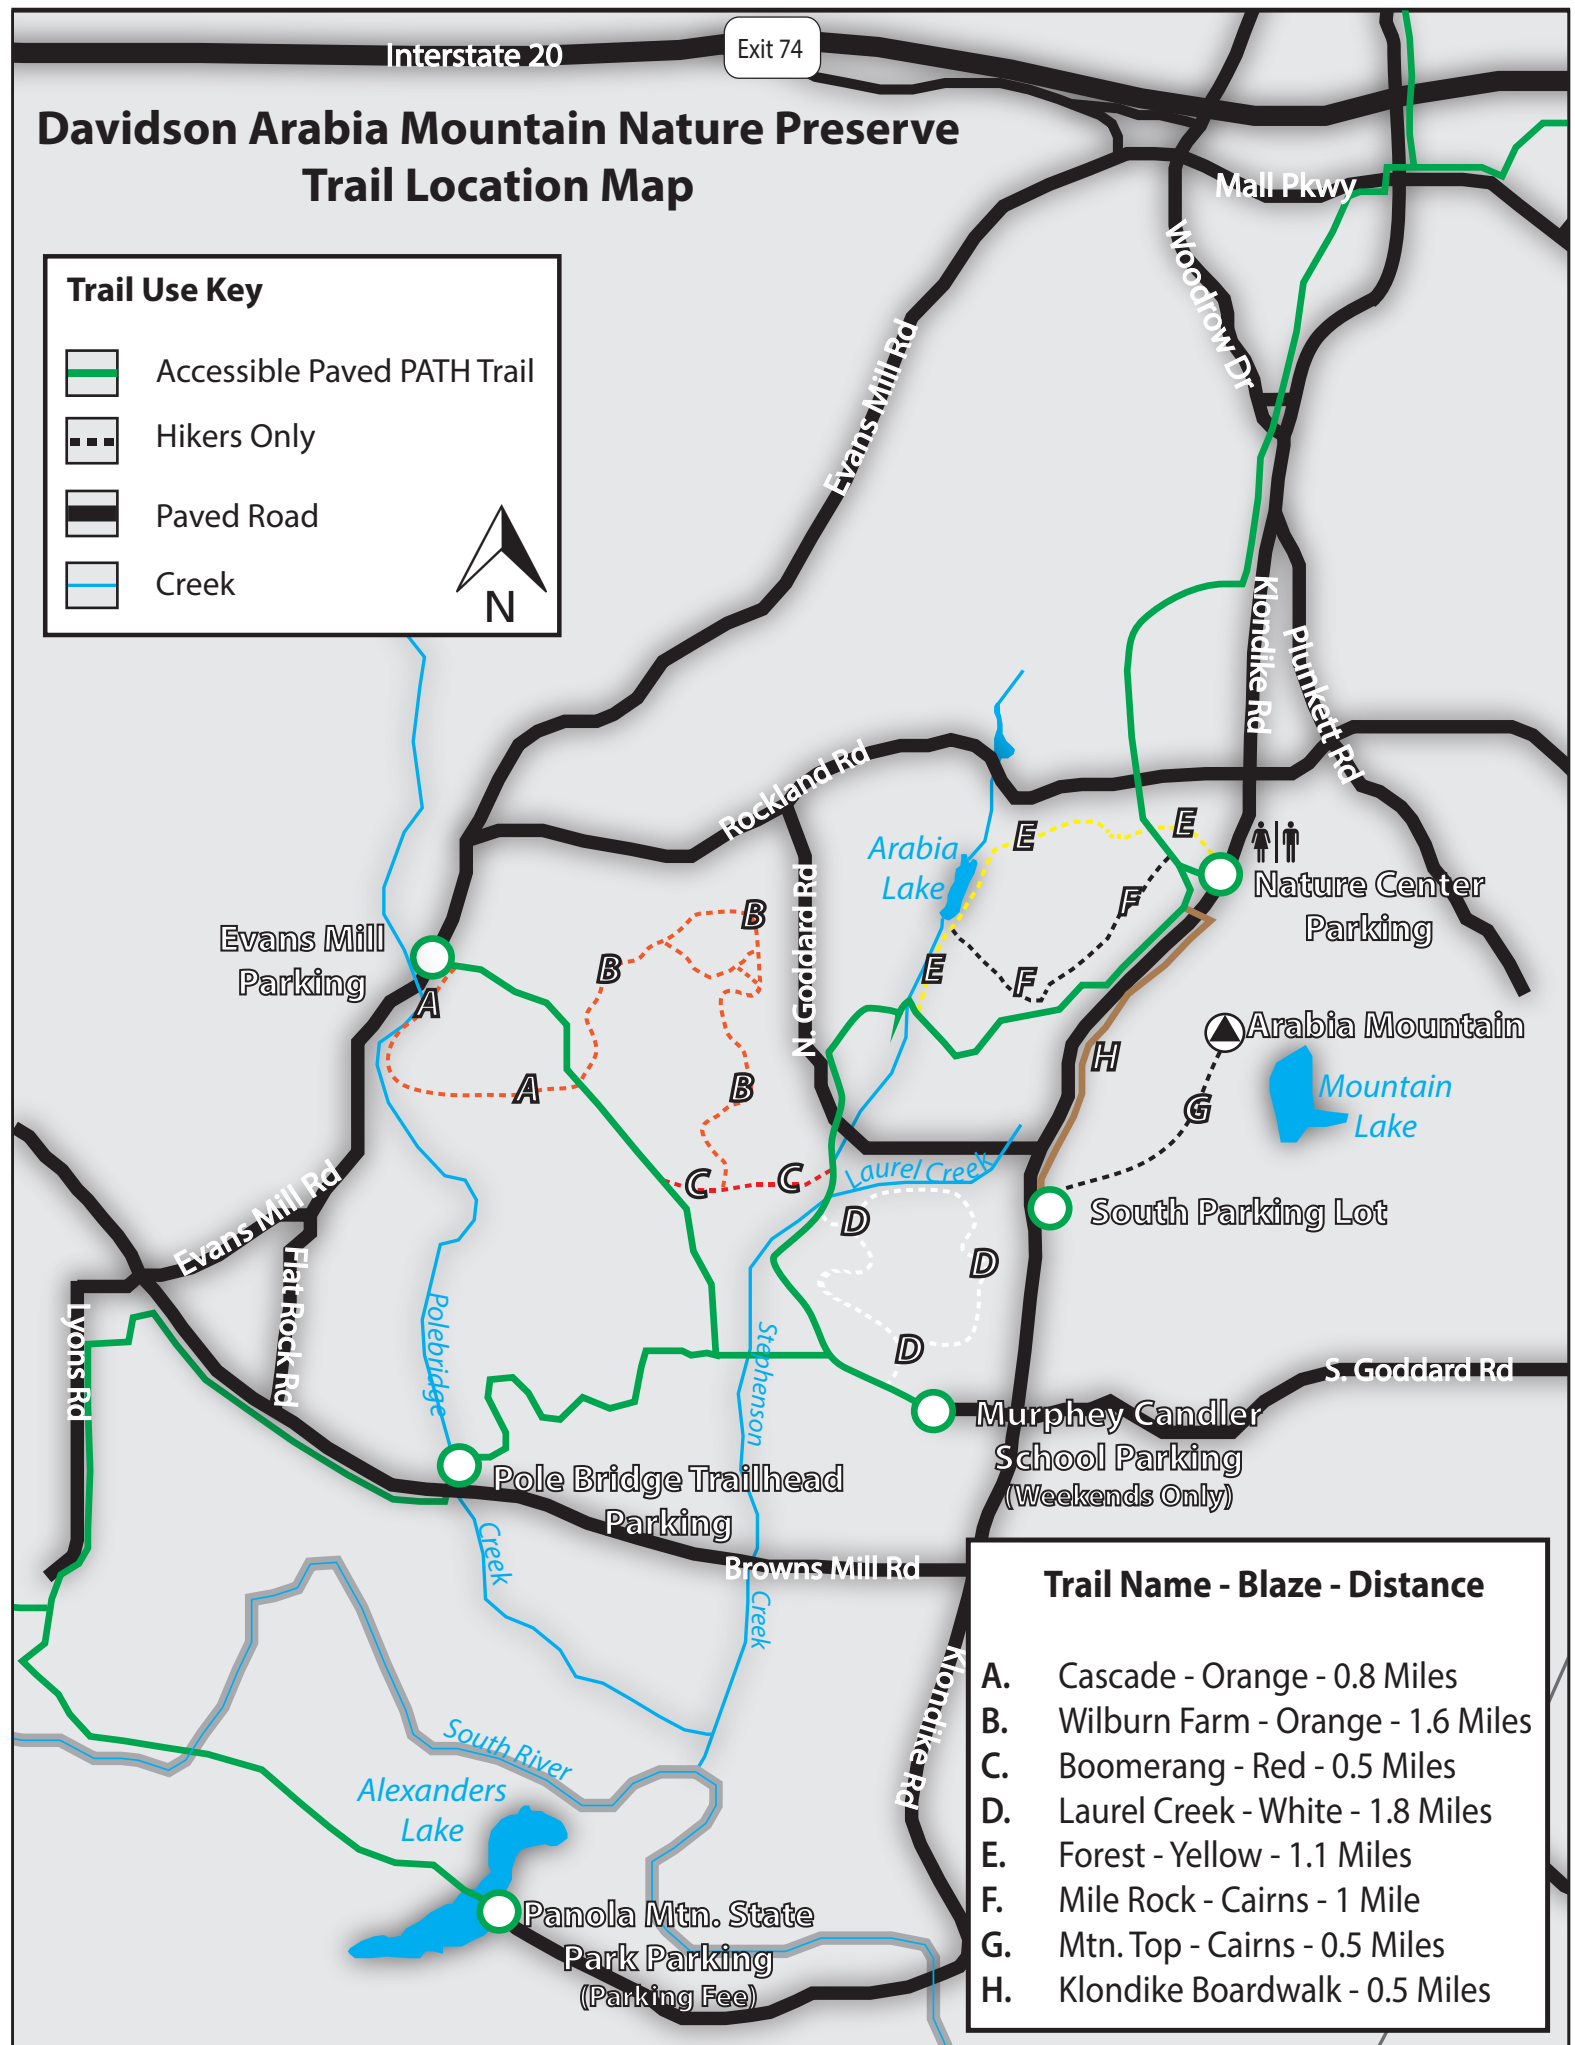 Interstate 20
Exit 74
Davidson Arabia Mountain Nature Preserve
Trail Location Map
Mall Pkwy
Woodrow Dr
Trail Use Key
Accessible Paved PATH Trail
Hikers Only
Paved Road
Creek
N
Evans Mill Rd
Klondike Rd
Plunkett Rd
Rockland Rd
N. Goddard Rd
Arabia
Lake
E
E
F
B
B
Nature Center
Parking
Evans Mill
Parking
E
F
A
Arabia Mountain
H
A
B
G
Mountain
Lake
C
C
Laurel Creek
Evans Mill Rd
D
South Parking Lot
D
Flat Rock Rd
Lyons Rd
Polebridge
Stephenson
D
S. Goddard Rd
Murphey Candler
School Parking
(Weekends Only)
Pole Bridge Trailhead
Parking
Creek
Browns Mill Rd
Creek
Klondike Rd
South River
Alexanders
Lake
Panola Mtn. State
Park Parking
(Parking Fee)
Trail Name - Blaze - Distance
A. Cascade - Orange - 0.8 Miles
B. Wilburn Farm - Orange - 1.6 Miles
C. Boomerang - Red - 0.5 Miles
D. Laurel Creek - White - 1.8 Miles
E. Forest - Yellow - 1.1 Miles
F. Mile Rock - Cairns - 1 Mile
G. Mtn. Top - Cairns - 0.5 Miles
H. Klondike Boardwalk - 0.5 Miles